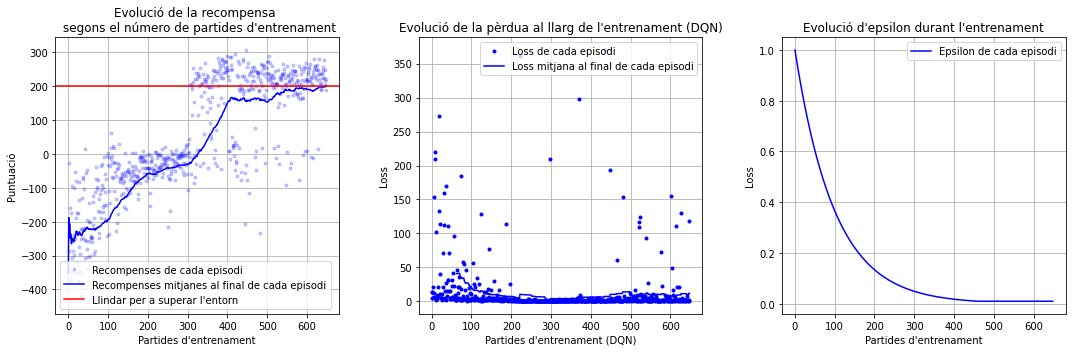 Evolució de la recompensa
segons el número de partides d'entrenament
Puntuació
300
200
100
0
−100
−200
−300
−400
Recompenses de cada episodi
Recompenses mitjanes al final de cada episodi
Llindar per a superar l'entorn
0 100 200 300 400 500 600
Partides d'entrenament
Evolució de la pèrdua al llarg de l'entrenament (DQN)
Loss
350
300
250
200
150
100
50
0
Loss de cada episodi
Loss mitjana al final de cada episodi
0 100 200 300 400 500 600
Partides d'entrenament (DQN)
Evolució d'epsilon durant l'entrenament
Loss
1.0
0.8
0.6
0.4
0.2
0.0
Epsilon de cada episodi
0 100 200 300 400 500 600
Partides d'entrenament